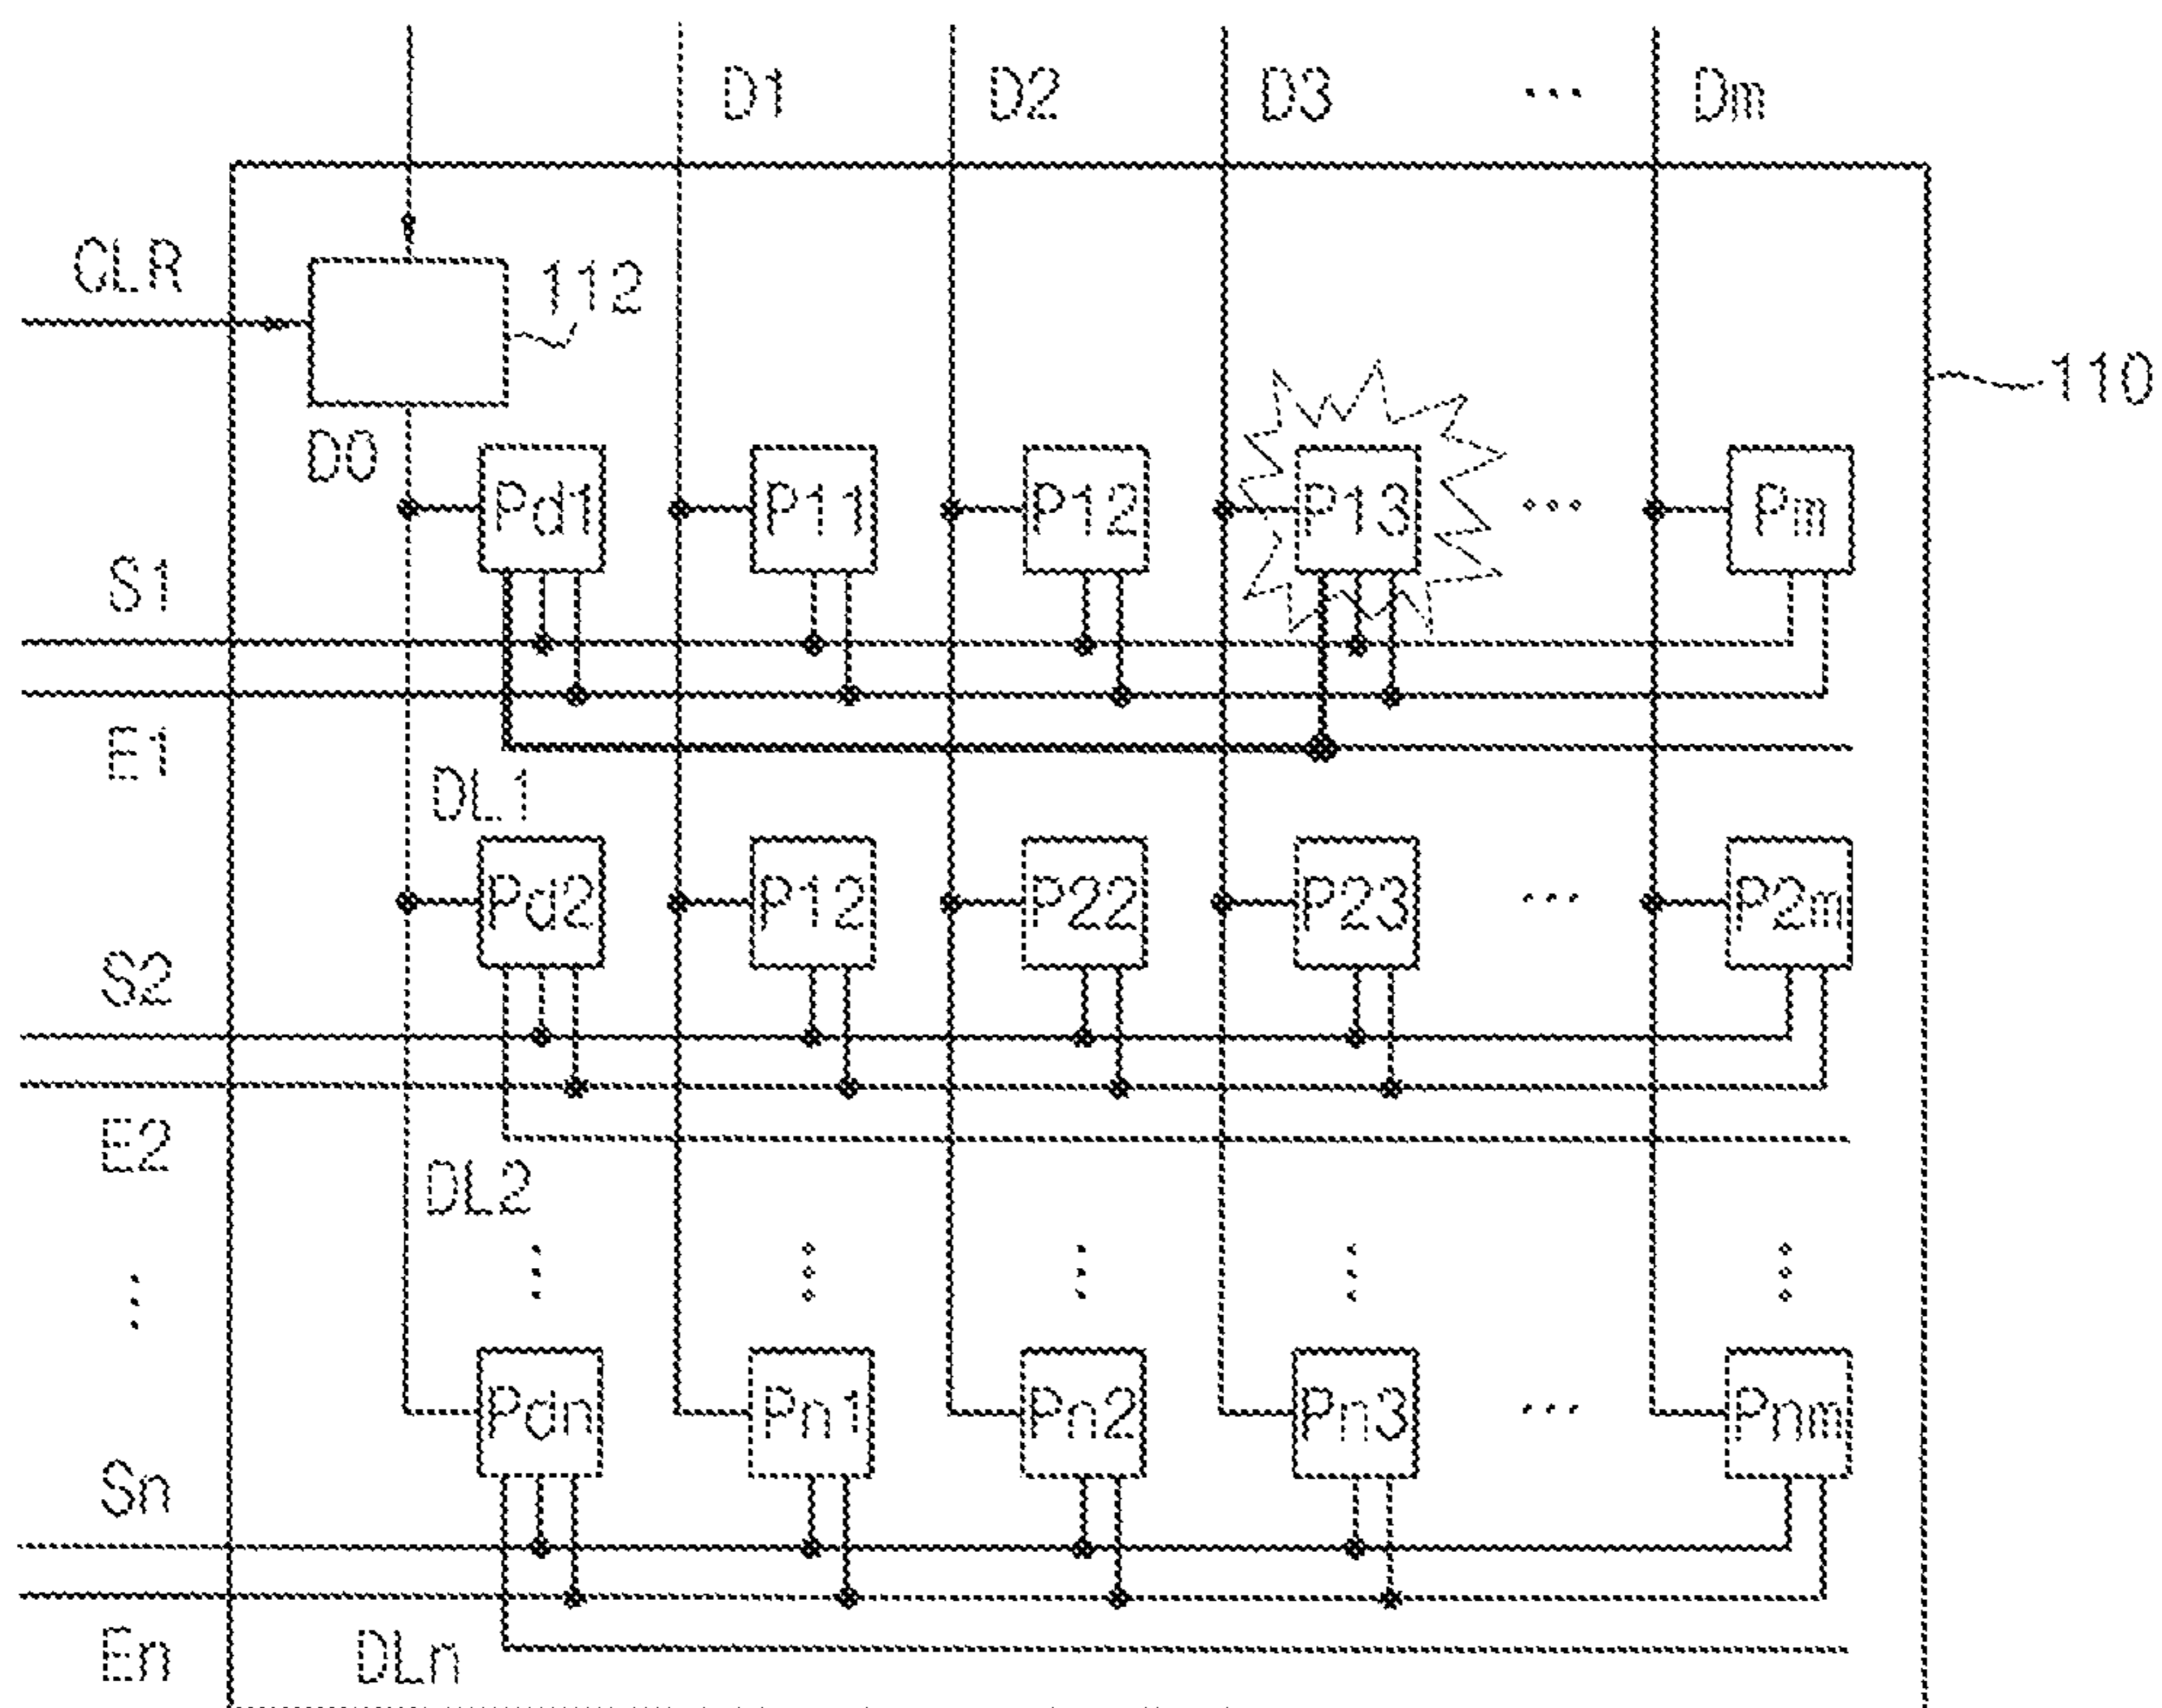 D1 D2 D3 ... Dm
CLR
112
110
D0
Pd1 P11 P12 P13 ... Pm
S1
E1
DL1
Pd2 P12 P22 P23 ... P2m
S2
E2
DL2
Pdn Pn1 Pn2 Pn3 ... Pnm
Sn
En
DLn